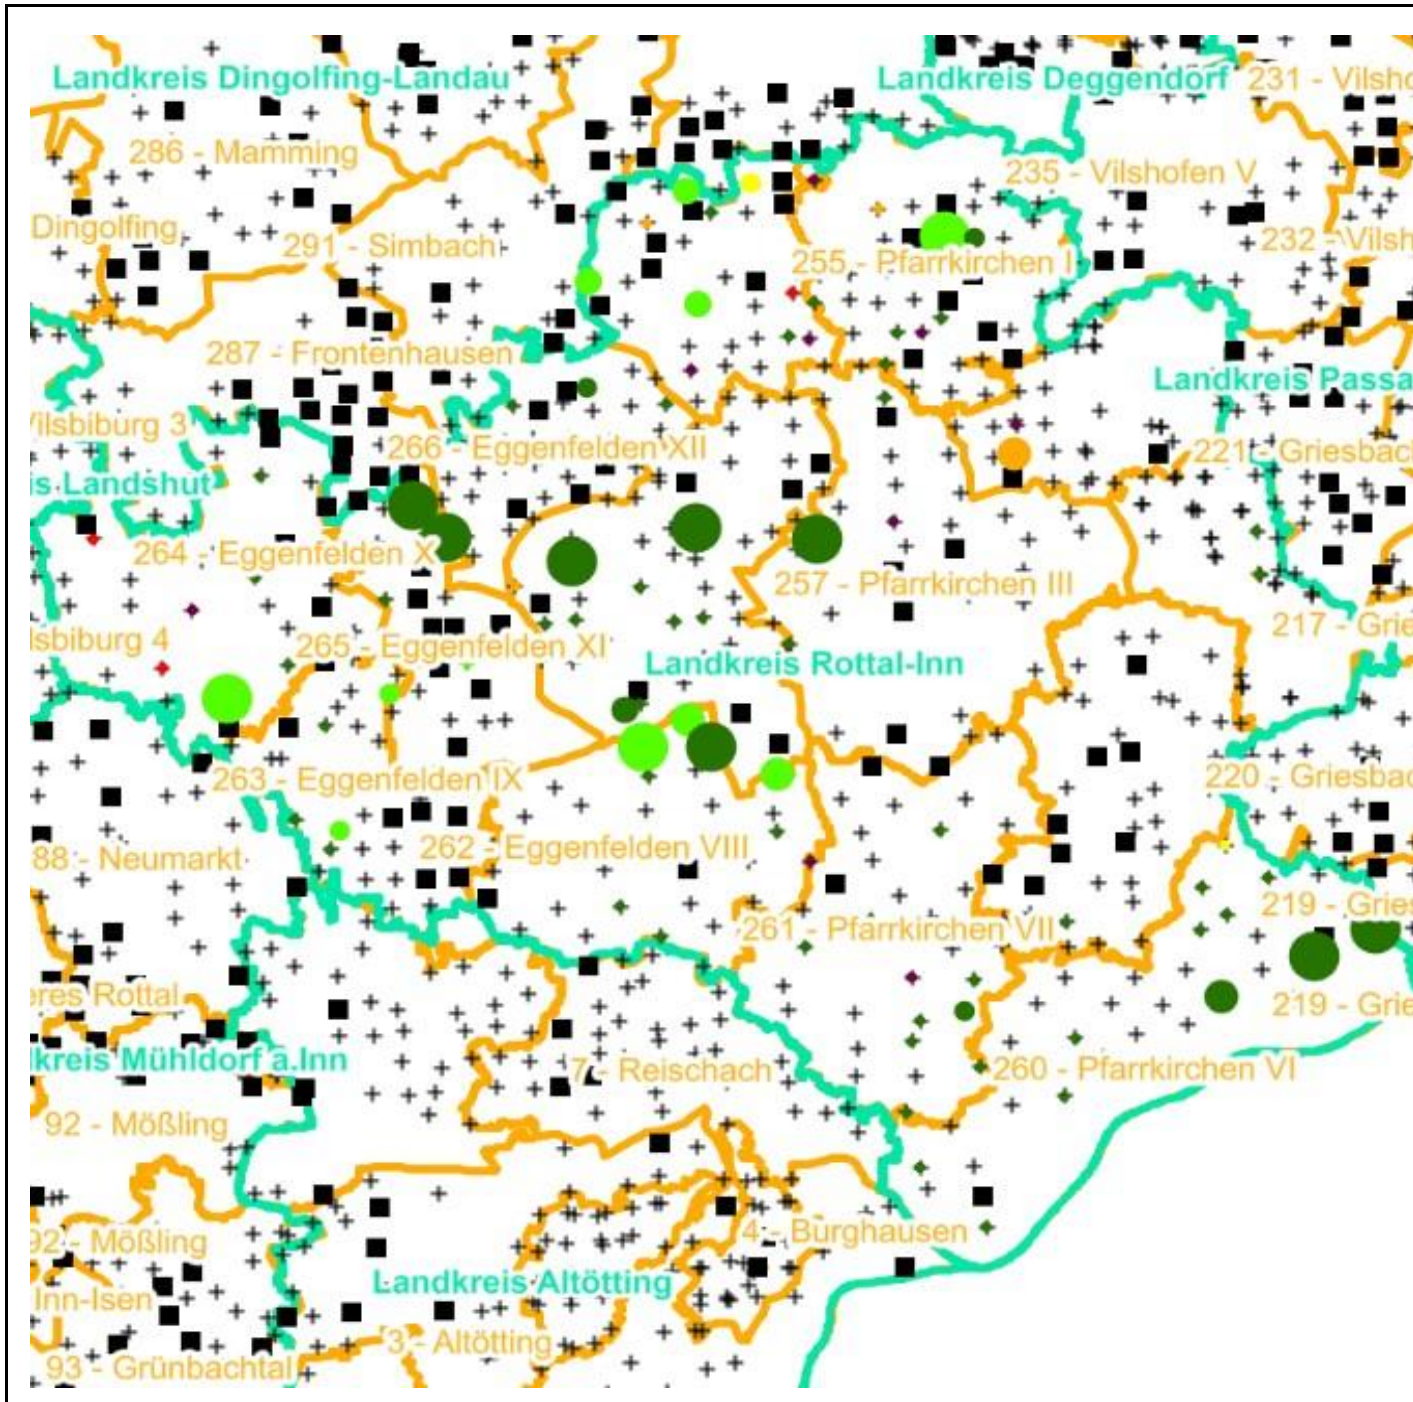 Landkreis Dingolfing-Landau
Landkreis Deggendorf
231 - Vilsho
286 - Mamming
235 - Vilshofen V
Dingolfing
291 - Simbach
232 - Vilsh
255 - Pfarrkirchen I
287 - Frontenhausen
Landkreis Passa
Vilsbiburg 3
266 - Eggenfelden XII
221 - Griesbach
is Landshut
264 - Eggenfelden X
257 - Pfarrkirchen III
217 - Grie
lsbiburg 4
265 - Eggenfelden XI
Landkreis Rottal-Inn
263 - Eggenfelden IX
220 - Griesbac
88 - Neumarkt
262 - Eggenfelden VIII
219 - Gries
261 - Pfarrkirchen VII
eres Rottal
219 - Grie
lkreis Mühldorf a.Inn
7 - Reischach
260 - Pfarrkirchen VI
92 - Mößling
4 - Burghausen
92 - Mößling
Landkreis Altötting
Inn-Isen
3 - Altötting
93 - Grünbachtal